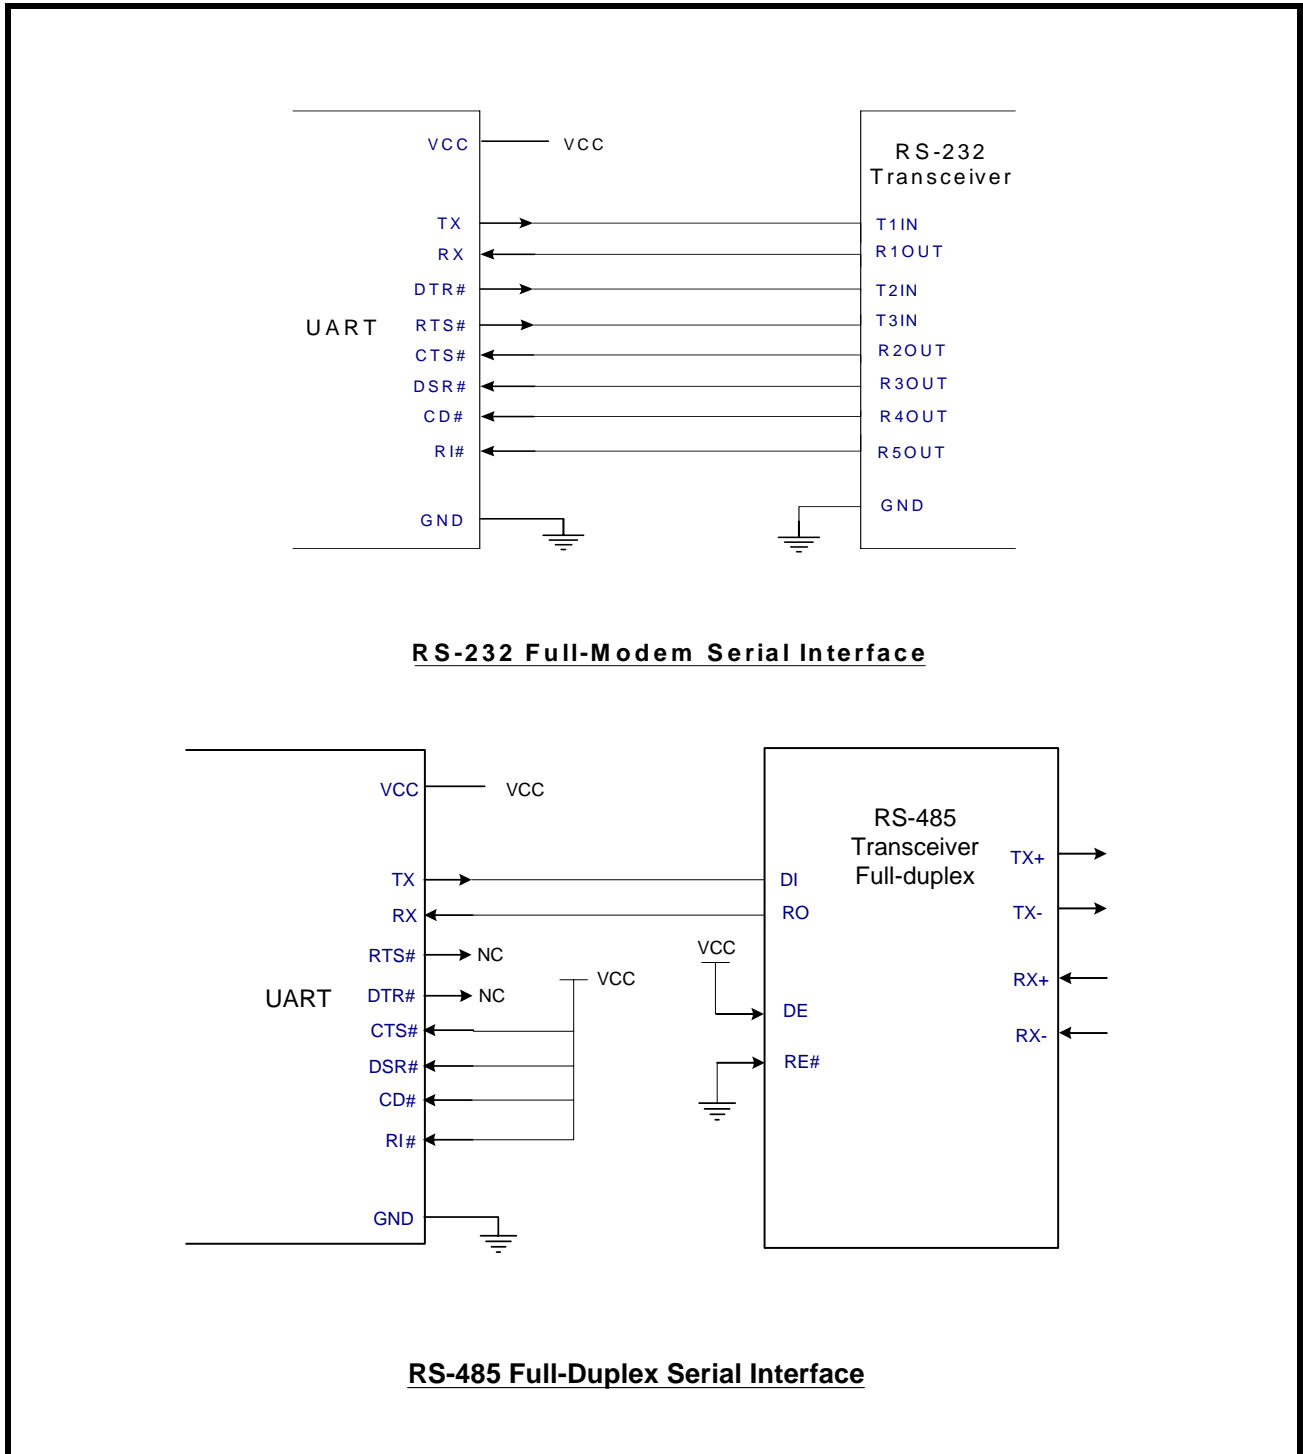 VCC
VCC
TX
RX
DTR#
RTS#
CTS#
DSR#
CD#
RI#
GND
UART
RS-232
Transceiver
T1IN
R1OUT
T2IN
T3IN
R2OUT
R3OUT
R4OUT
R5OUT
GND
RS-232 Full-Modem Serial Interface
VCC
VCC
TX
RX
RTS#
NC
DTR#
NC
CTS#
DSR#
CD#
RI#
GND
UART
VCC
VCC
RS-485
Transceiver
Full-duplex
DI
RO
DE
RE#
TX+
TX-
RX+
RX-
RS-485 Full-Duplex Serial Interface